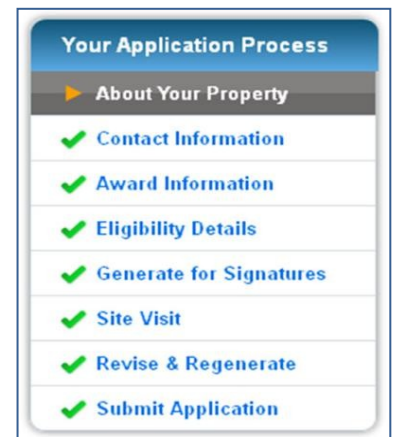 Your Application Process
About Your Property
Contact Information
Award Information
Eligibility Details
Generate for Signatures
Site Visit
Revise & Regenerate
Submit Application